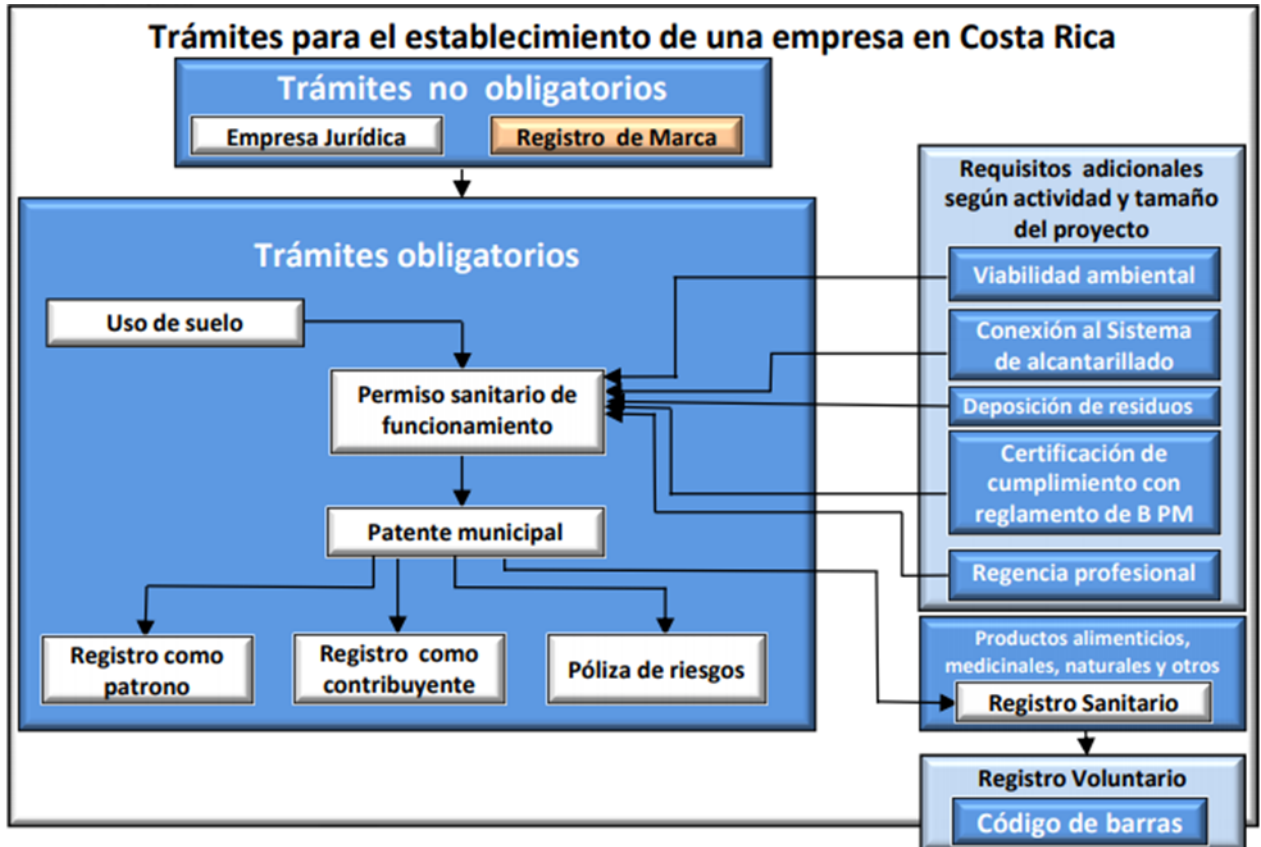 Trámites para el establecimiento de una empresa en Costa Rica
Trámites no obligatorios
Empresa Jurídica
Registro de Marca
Trámites obligatorios
Uso de suelo
Permiso sanitario de
funcionamiento
Patente municipal
Registro como
patrono
Registro como
contribuyente
Póliza de riesgos
Requisitos adicionales
según actividad y tamaño
del proyecto
Viabilidad ambiental
Conexión al Sistema
de alcantarillado
Deposición de residuos
Certificación de
cumplimiento con
reglamento de B PM
Regencia profesional
Productos alimenticios,
medicinales, naturales y otros
Registro Sanitario
Registro Voluntario
Código de barras